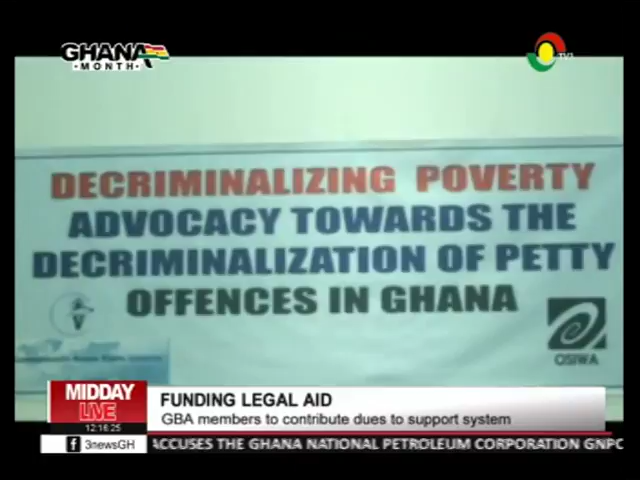 GHANA
MONTH
TV3
DECRIMINALIZING POVERTY
ADVOCACY TOWARDS THE
DECRIMINALIZATION OF PETTY
OFFENCES IN GHANA
OSIWA
MIDDAY
LIVE
FUNDING LEGAL AID
GBA members to contribute dues to support system
12:16:25
3newsGH
ACCUSES THE GHANA NATIONAL PETROLEUM CORPORATION GNPC